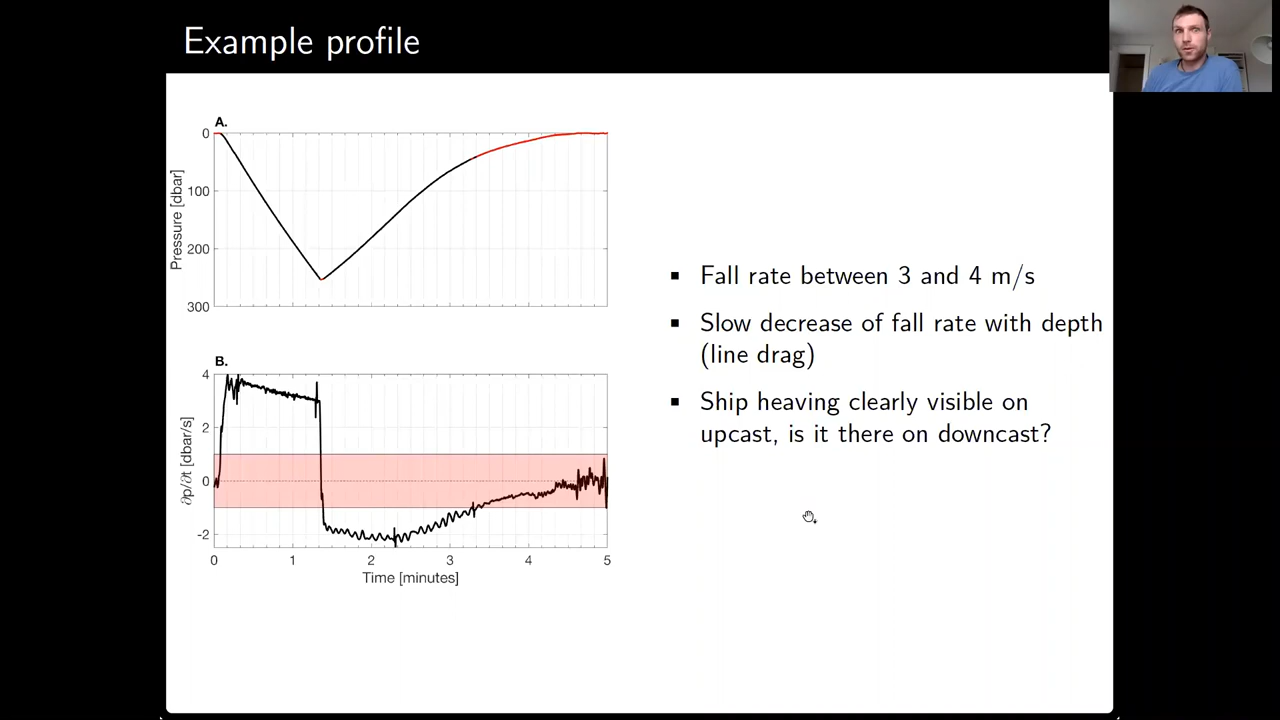 Example profile
A.
0
100
200
300
Pressure [dbar]
B.
4
2
0
-2
∂p/∂t [dbar/s]
0 1 2 3 4 5
Time [minutes]
▪ Fall rate between 3 and 4 m/s
▪ Slow decrease of fall rate with depth
(line drag)
▪ Ship heaving clearly visible on
upcast, is it there on downcast?